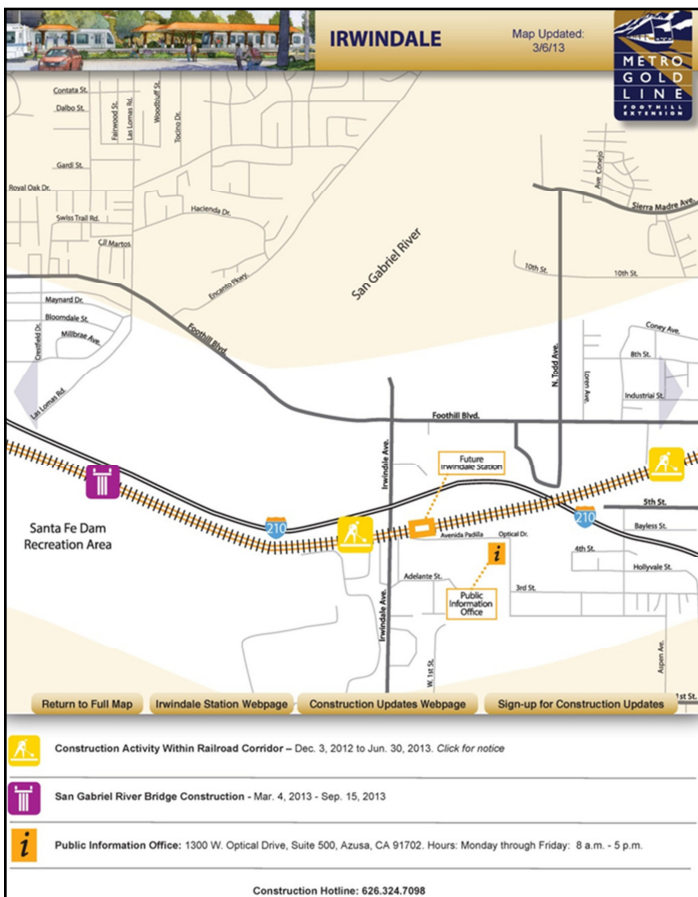 IRWINDALE
Map Updated:
3/6/13
METRO
GOLD
LINE
FOOTHILL
EXTENSION
Contata St.
Dalbo St.
Fairwood St.
Las Lomas Rd.
Woodbluff St.
Tocino Dr.
Gardi St.
Royal Oak Dr.
Swiss Trail Rd.
Hacienda Dr.
Cll Martos
Encanto Pkwy
San Gabriel River
Ave Conejo
Sierra Madre Ave.
10th St.
10th St.
Maynard Dr.
Bloomdale St.
Millbrae Ave.
Crestfield Dr.
Las Lomas Rd.
Foothill Blvd.
N. Todd Ave.
Coney Ave.
8th St.
Loren Ave.
Industrial St.
Foothill Blvd.
Irwindale Ave.
Future
Irwindale Station
Santa Fe Dam
Recreation Area
210
210
5th St.
Bayless St.
Avenida Padilla
Optical Dr.
4th St.
Hollyvale St.
i
Adelante St.
3rd St.
Public
Information
Office
Irwindale Ave.
W. 1st St.
Aspen Ave.
1st St.
Return to Full Map
Irwindale Station Webpage
Construction Updates Webpage
Sign-up for Construction Updates
Construction Activity Within Railroad Corridor – Dec. 3, 2012 to Jun. 30, 2013. Click for notice
San Gabriel River Bridge Construction - Mar. 4, 2013 - Sep. 15, 2013
i
Public Information Office: 1300 W. Optical Drive, Suite 500, Azusa, CA 91702. Hours: Monday through Friday: 8 a.m. - 5 p.m.
Construction Hotline: 626.324.7098